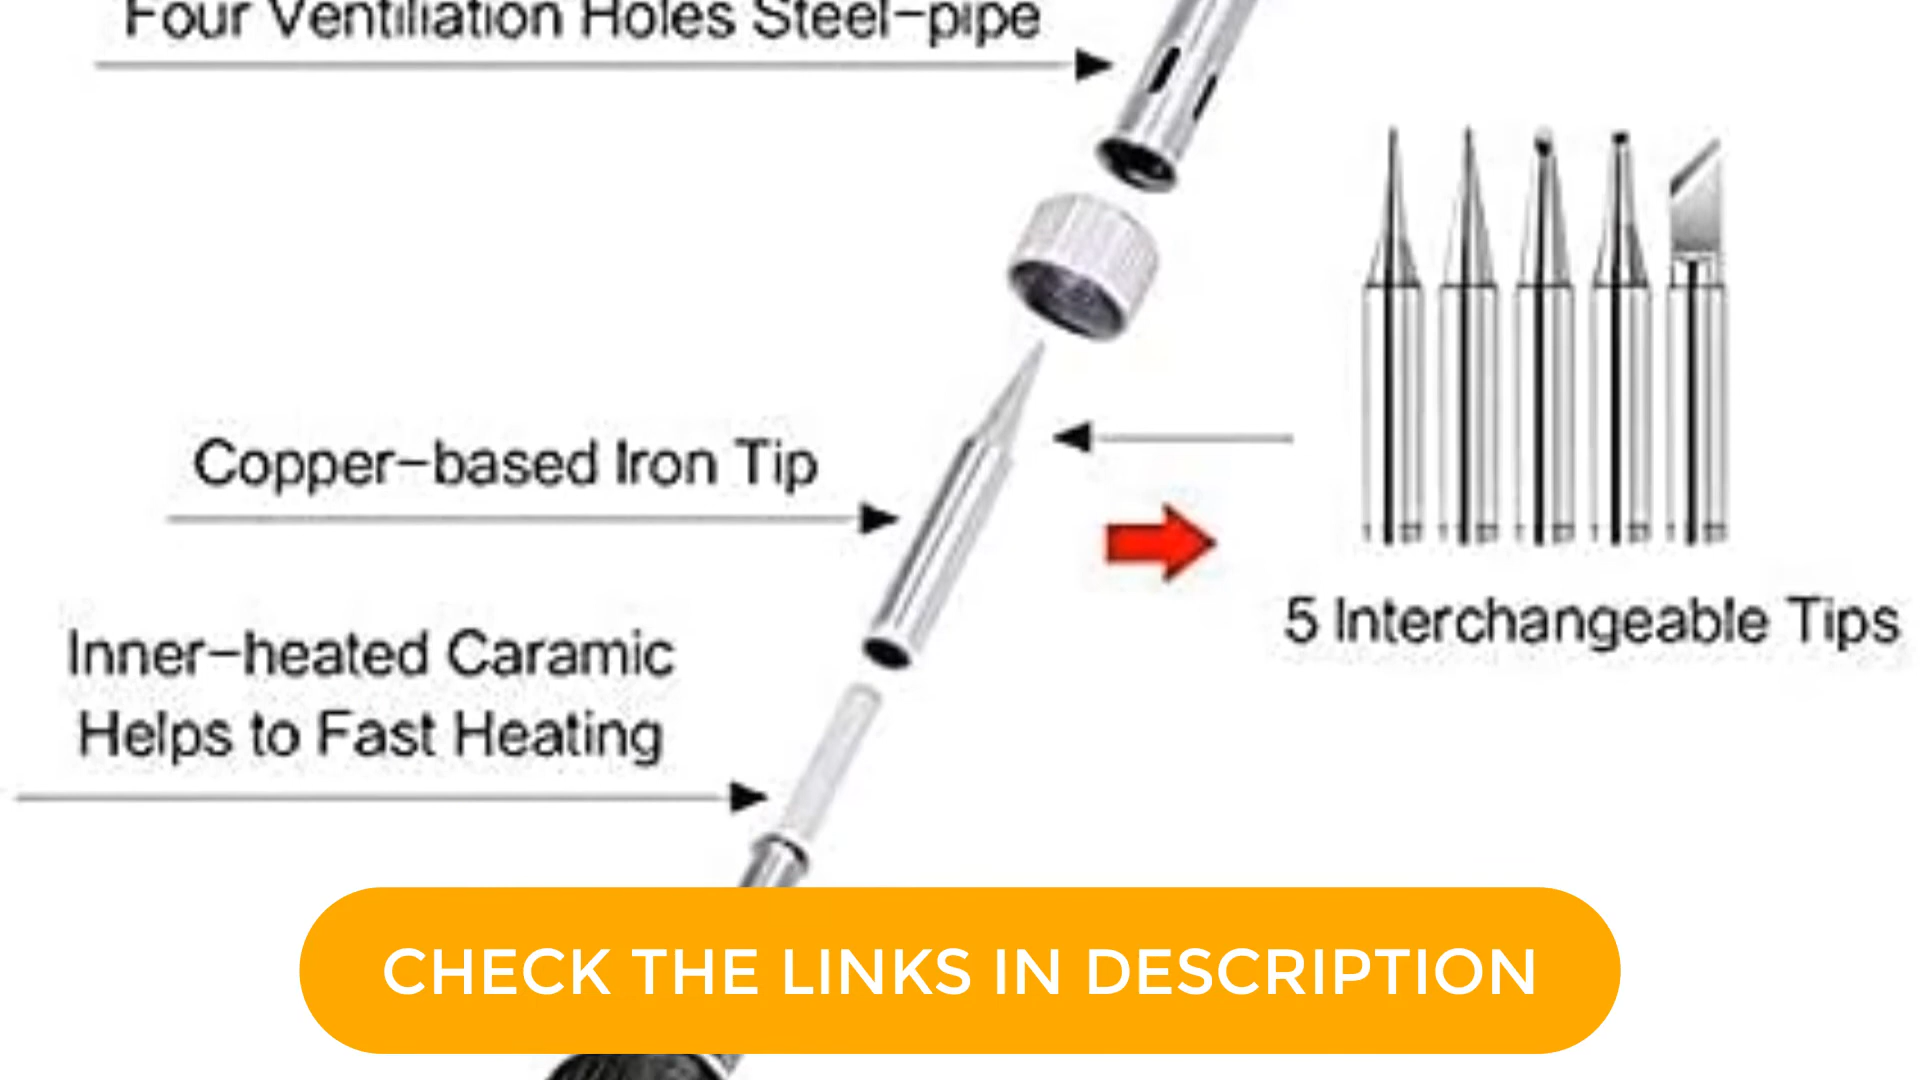 Four Ventiliation Holes Steel-pipe
Copper-based Iron Tip
Inner-heated Caramic
Helps to Fast Heating
5 Interchangeable Tips
CHECK THE LINKS IN DESCRIPTION